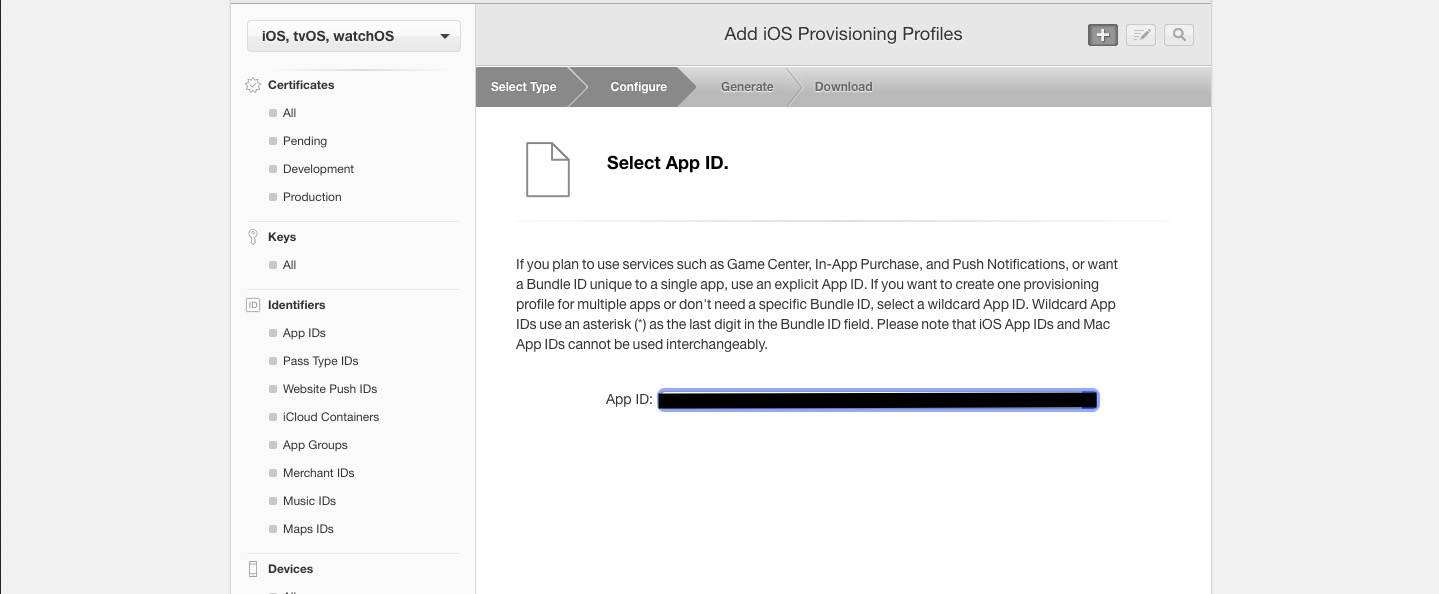 iOS, tvOS, watchOS
Certificates
All
Pending
Development
Production
Keys
All
ID Identifiers
App IDs
Pass Type IDs
Website Push IDs
iCloud Containers
App Groups
Merchant IDs
Music IDs
Maps IDs
Devices
Add iOS Provisioning Profiles
Select Type Configure Generate Download
Select App ID.
If you plan to use services such as Game Center, In-App Purchase, and Push Notifications, or want
a Bundle ID unique to a single app, use an explicit App ID. If you want to create one provisioning
profile for multiple apps or don't need a specific Bundle ID, select a wildcard App ID. Wildcard App
IDs use an asterisk (*) as the last digit in the Bundle ID field. Please note that iOS App IDs and Mac
App IDs cannot be used interchangeably.
App ID: